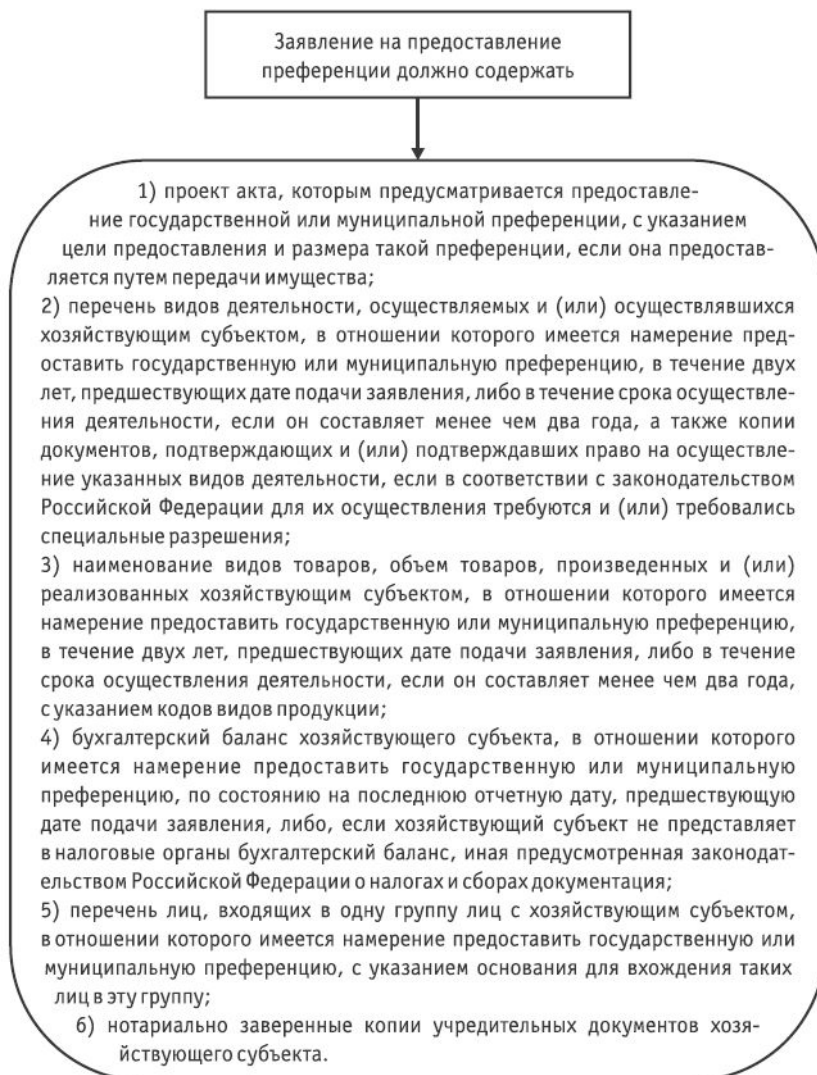 Заявление на предоставление
преференции должно содержать
1) проект акта, которым предусматривается предоставле-
ние государственной или муниципальной преференции, с указанием
цели предоставления и размера такой преференции, если она предостав-
ляется путем передачи имущества;
2) перечень видов деятельности, осуществляемых и (или) осуществлявшихся
хозяйствующим субъектом, в отношении которого имеется намерение пред-
оставить государственную или муниципальную преференцию, в течение двух
лет, предшествующих дате подачи заявления, либо в течение срока осуществле-
ния деятельности, если он составляет менее чем два года, а также копии
документов, подтверждающих и (или) подтверждавших право на осуществле-
ние указанных видов деятельности, если в соответствии с законодательством
Российской Федерации для их осуществления требуются и (или) требовались
специальные разрешения;
3) наименование видов товаров, объем товаров, произведенных и (или)
реализованных хозяйствующим субъектом, в отношении которого имеется
намерение предоставить государственную или муниципальную преференцию,
в течение двух лет, предшествующих дате подачи заявления, либо в течение
срока осуществления деятельности, если он составляет менее чем два года,
с указанием кодов видов продукции;
4) бухгалтерский баланс хозяйствующего субъекта, в отношении которого
имеется намерение предоставить государственную или муниципальную
преференцию, по состоянию на последнюю отчетную дату, предшествующую
дате подачи заявления, либо, если хозяйствующий субъект не представляет
в налоговые органы бухгалтерский баланс, иная предусмотренная законодат-
ельством Российской Федерации о налогах и сборах документация;
5) перечень лиц, входящих в одну группу лиц с хозяйствующим субъектом,
в отношении которого имеется намерение предоставить государственную или
муниципальную преференцию, с указанием основания для вхождения таких
лиц в эту группу;
6) нотариально заверенные копии учредительных документов хозя-
йствующего субъекта.